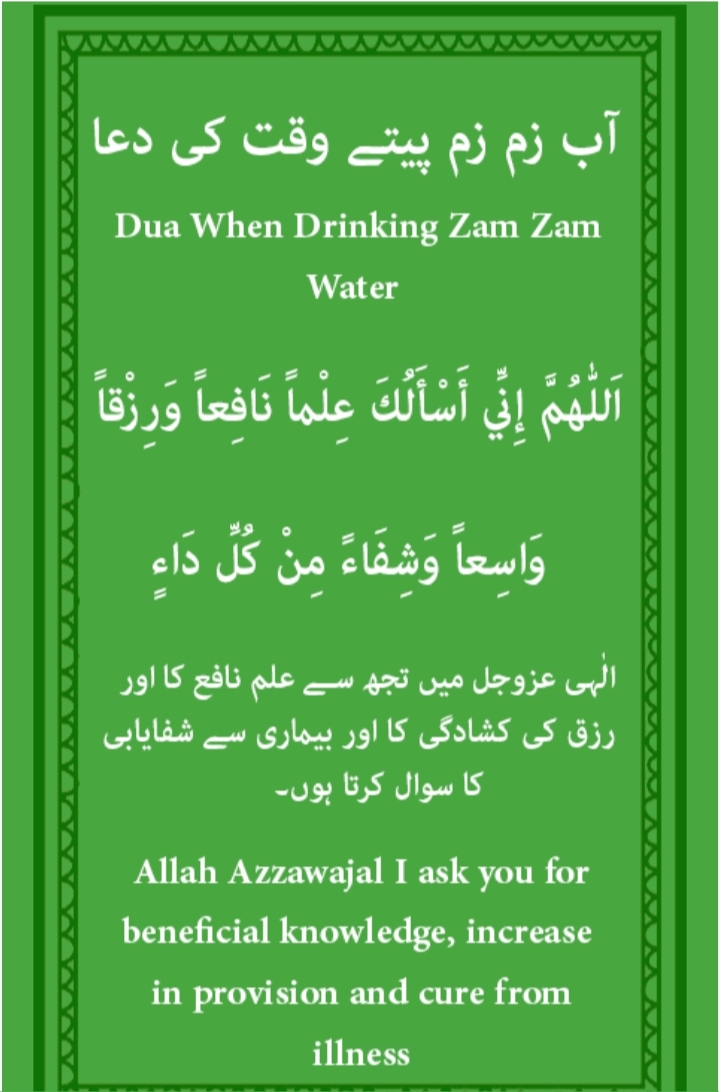 آب زم زم پیتے وقت کی دعا
Dua When Drinking Zam Zam
Water
اَللّٰهُمَّ إِنِّي أَسْأَلُكَ عِلْماً نَافِعاً وَرِزْقاً
وَاسِعاً وَشِفَاءً مِنْ كُلِّ دَاءٍ
الٰہی عزوجل میں تجھ سے علم نافع کا اور
رزق کی کشادگی کا اور بیماری سے شفایابی
کا سوال کرتا ہوں۔
Allah Azzawajal I ask you for
beneficial knowledge, increase
in provision and cure from
illness